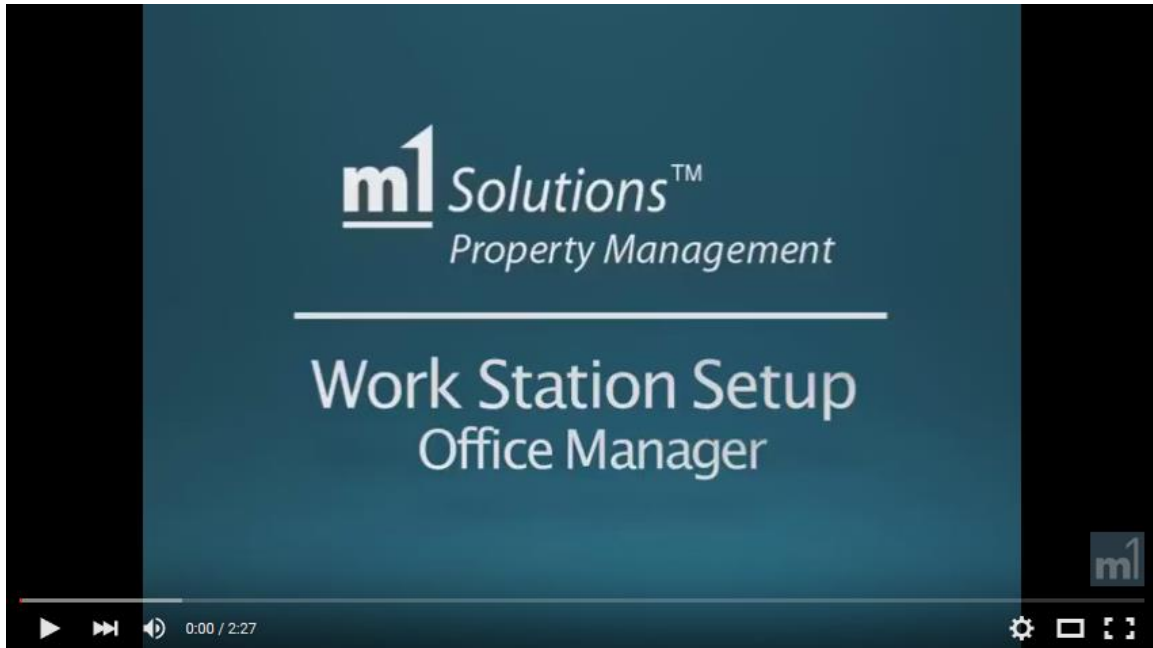 m1 Solutions™
Property Management
Work Station Setup
Office Manager
m1
0:00 / 2:27